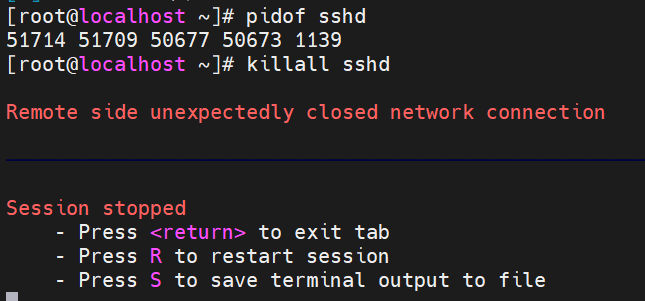 [root@localhost ~]# pidof sshd
51714 51709 50677 50673 1139
[root@localhost ~]# killall sshd
Remote side unexpectedly closed network connection
Session stopped
- Press <return> to exit tab
- Press R to restart session
- Press S to save terminal output to file